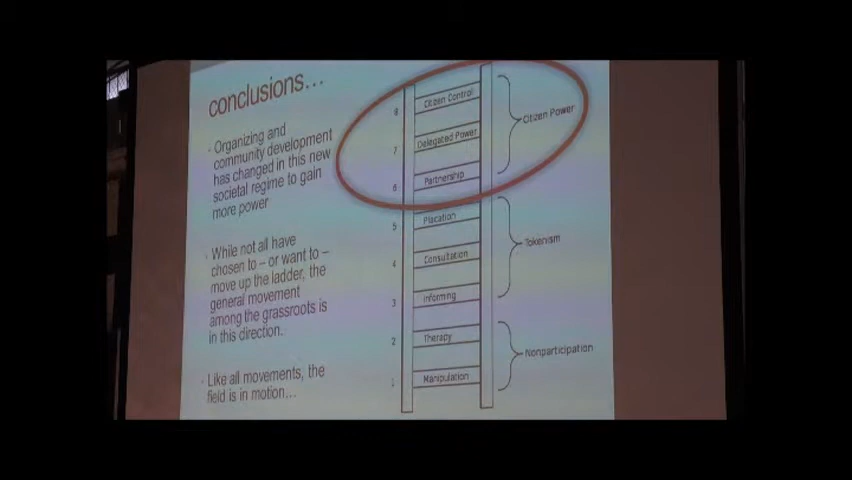 conclusions...
· Organizing and
community development
has changed in this new
societal regime to gain
more power
· While not all have
chosen to – or want to –
move up the ladder, the
general movement
among the grassroots is
in this direction.
· Like all movements, the
field is in motion...
8 Citizen Control
7 Delegated Power
6 Partnership
Citizen Power
5 Placation
4 Consultation
3 Informing
Tokenism
2 Therapy
1 Manipulation
Nonparticipation